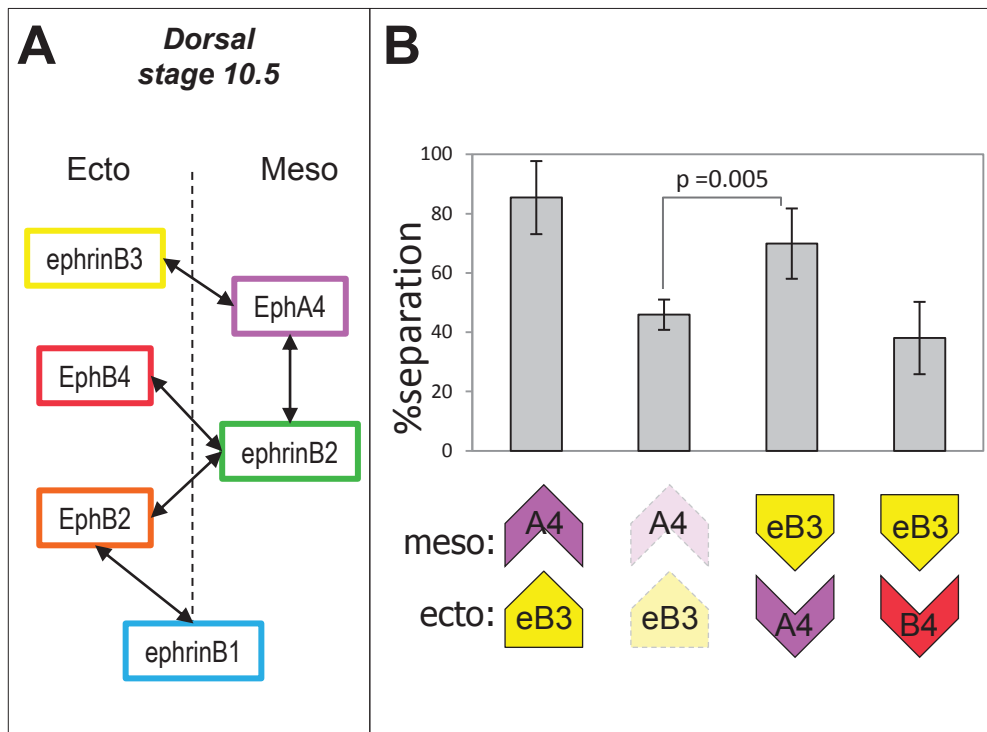 A
Dorsal
stage 10.5
Ecto
Meso
ephrinB3
EphA4
EphB4
ephrinB2
EphB2
ephrinB1
B
100
80
60
40
20
0
%separation
p =0.005
meso:
A4
A4
eB3
eB3
ecto:
eB3
eB3
A4
B4